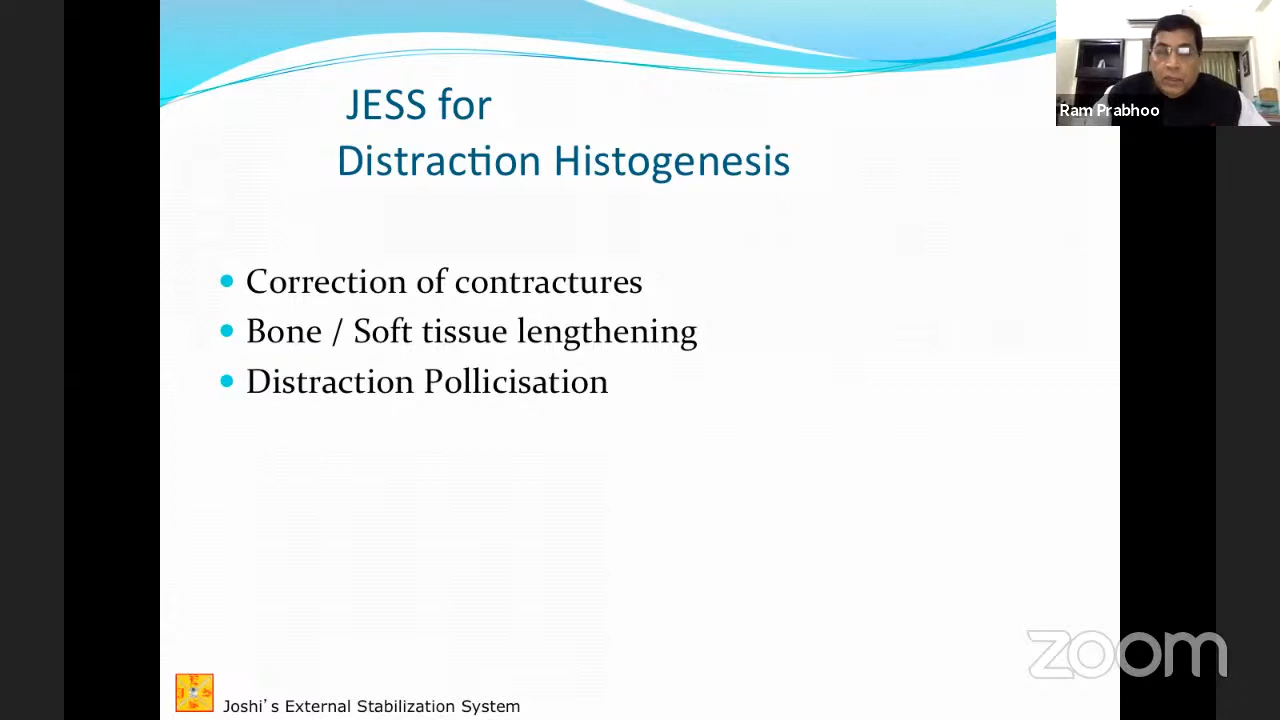 JESS for
Distraction Histogenesis
Ram Prabhoo
• Correction of contractures
• Bone / Soft tissue lengthening
• Distraction Pollicisation
zoom
Joshi's External Stabilization System